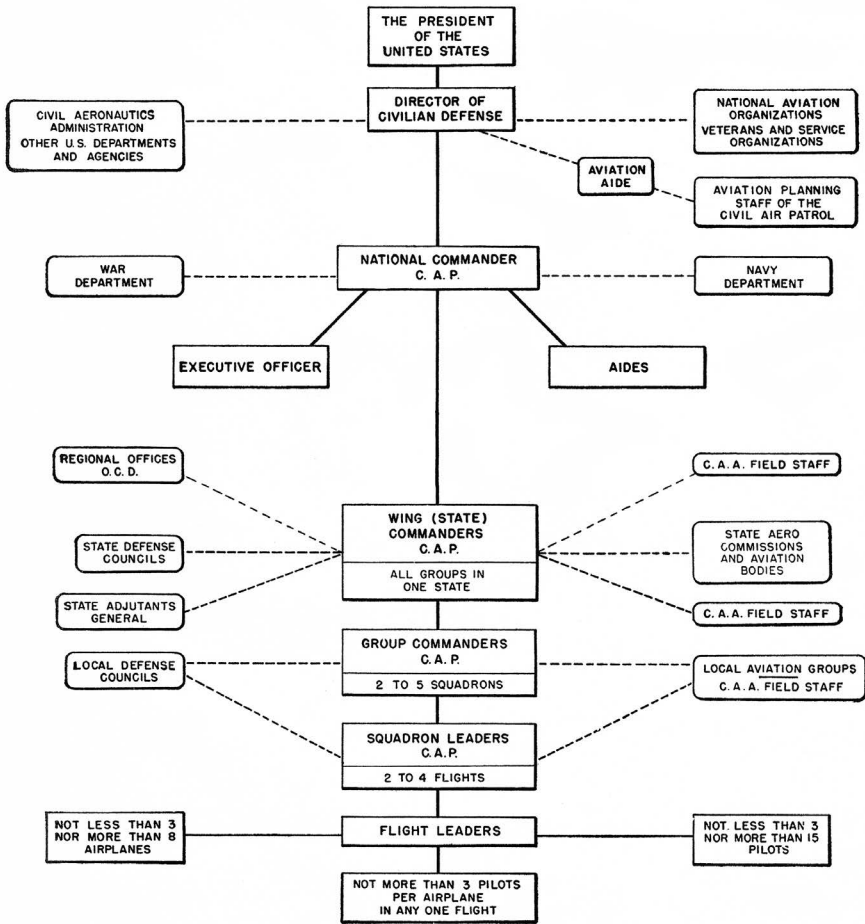 THE PRESIDENT
OF THE
UNITED STATES
CIVIL AERONAUTICS
ADMINISTRATION
OTHER U.S. DEPARTMENTS
AND AGENCIES
DIRECTOR OF
CIVILIAN DEFENSE
NATIONAL AVIATION
ORGANIZATIONS
VETERANS AND SERVICE
ORGANIZATIONS
AVIATION
AIDE
AVIATION PLANNING
STAFF OF THE
CIVIL AIR PATROL
WAR
DEPARTMENT
NATIONAL COMMANDER
C. A. P.
NAVY
DEPARTMENT
EXECUTIVE OFFICER
AIDES
REGIONAL OFFICES
O.C.D.
C.A.A. FIELD STAFF
WING (STATE)
COMMANDERS
C.A.P.
ALL GROUPS IN
ONE STATE
STATE DEFENSE
COUNCILS
STATE AERO
COMMISSIONS
AND AVIATION
BODIES
STATE ADJUTANTS
GENERAL
C.A.A. FIELD STAFF
LOCAL DEFENSE
COUNCILS
GROUP COMMANDERS
C.A.P.
2 TO 5 SQUADRONS
LOCAL AVIATION GROUPS
C.A.A. FIELD STAFF
SQUADRON LEADERS
C.A.P.
2 TO 4 FLIGHTS
NOT LESS THAN 3
NOR MORE THAN 8
AIRPLANES
FLIGHT LEADERS
NOT. LESS THAN 3
NOR MORE THAN 15
PILOTS
NOT MORE THAN 3 PILOTS
PER AIRPLANE
IN ANY ONE FLIGHT